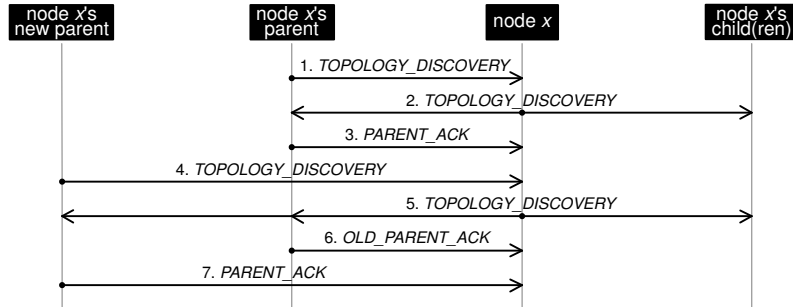 node x's
new parent
node x's
parent
node x
node x's
child(ren)
1. TOPOLOGY_DISCOVERY
2. TOPOLOGY_DISCOVERY
3. PARENT_ACK
4. TOPOLOGY_DISCOVERY
5. TOPOLOGY_DISCOVERY
6. OLD_PARENT_ACK
7. PARENT_ACK